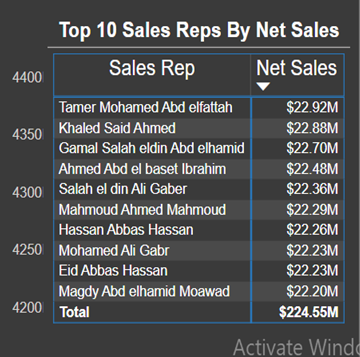 Top 10 Sales Reps By Net Sales
Sales Rep Net Sales
Tamer Mohamed Abd elfattah $22.92M
Khaled Said Ahmed $22.88M
Gamal Salah eldin Abd elhamid $22.70M
Ahmed Abd el baset Ibrahim $22.48M
Salah el din Ali Gaber $22.36M
Mahmoud Ahmed Mahmoud $22.29M
Hassan Abbas Hassan $22.26M
Mohamed Ali Gabr $22.23M
Eid Abbas Hassan $22.23M
Magdy Abd elhamid Moawad $22.20M
Total $224.55M
4400
4350
4300
4250
4200
Activate Windo